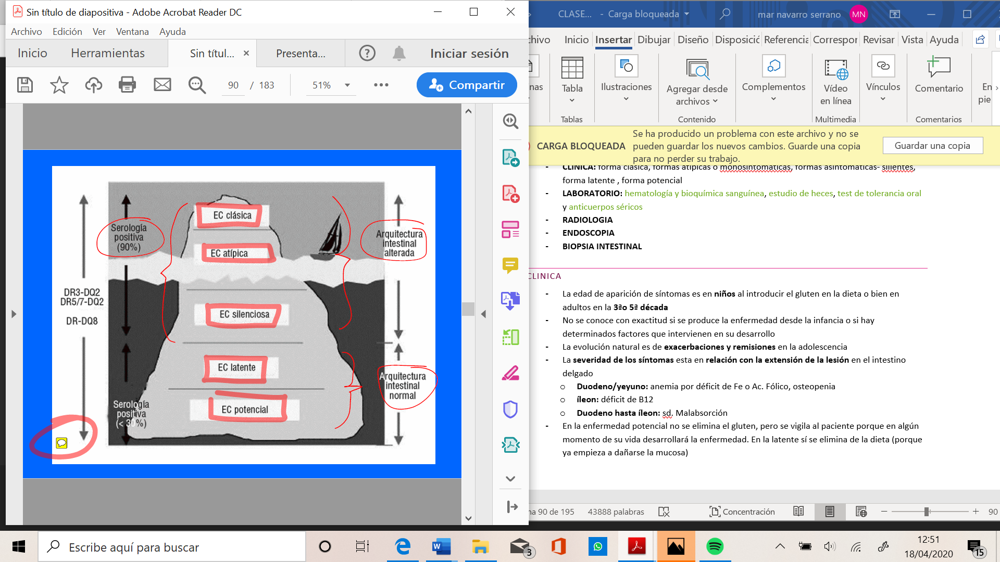 Sin título de diapositiva - Adobe Acrobat Reader DC
Archivo Edición Ver Ventana Ayuda
Inicio Herramientas Sin títul... × Presenta... Iniciar sesión
90 / 183 51% Compartir
EC clásica
Serología
positiva
(90%)
Arquitectura
intestinal
alterada
EC atípica
DR3-DQ2
DR5/7-DQ2
DR-DQ8
EC silenciosa
EC latente
Arquitectura
intestinal
normal
Serología
positiva
(< 30%)
EC potencial
CLASE... - Carga bloqueada mar navarro serrano MN
chivo Inicio Insertar Dibujar Diseño Disposicić Referencia Correspor Revisar Vista Ayuda
nas
Tabla
Ilustraciones
Agregar desde
archivos
Complementos
Vídeo
en línea
Vínculos
Comentario
En
pie
Tablas Contenido Multimedia Comentarios
CARGA BLOQUEADA
Se ha producido un problema con este archivo y no se
pueden guardar los nuevos cambios. Guarde una copia
para no perder su trabajo.
Guardar una copia
- CLINICA: forma clasica, formas atipicas o monosintomaticas, formas asintomaticas- silientes,
forma latente , forma potencial
- LABORATORIO: hematología y bioquímica sanguínea, estudio de heces, test de tolerancia oral
y anticuerpos séricos
- RADIOLOGIA
- ENDOSCOPIA
- BIOPSIA INTESTINAL
CLINICA
- La edad de aparición de síntomas es en niños al introducir el gluten en la dieta o bien en
adultos en la 3ªo 5ª década
- No se conoce con exactitud si se produce la enfermedad desde la infancia o si hay
determinados factores que intervienen en su desarrollo
- La evolución natural es de exacerbaciones y remisiones en la adolescencia
- La severidad de los síntomas esta en relación con la extensión de la lesión en el intestino
delgado
o Duodeno/yeyuno: anemia por déficit de Fe o Ac. Fólico, osteopenia
o íleon: déficit de B12
o Duodeno hasta íleon: sd. Malabsorción
- En la enfermedad potencial no se elimina el gluten, pero se vigila al paciente porque en algún
momento de su vida desarrollará la enfermedad. En la latente sí se elimina de la dieta (porque
ya empieza a dañarse la mucosa)
na 90 de 195 43888 palabras Concentración 90
Escribe aquí para buscar
3
12:51
18/04/2020
15